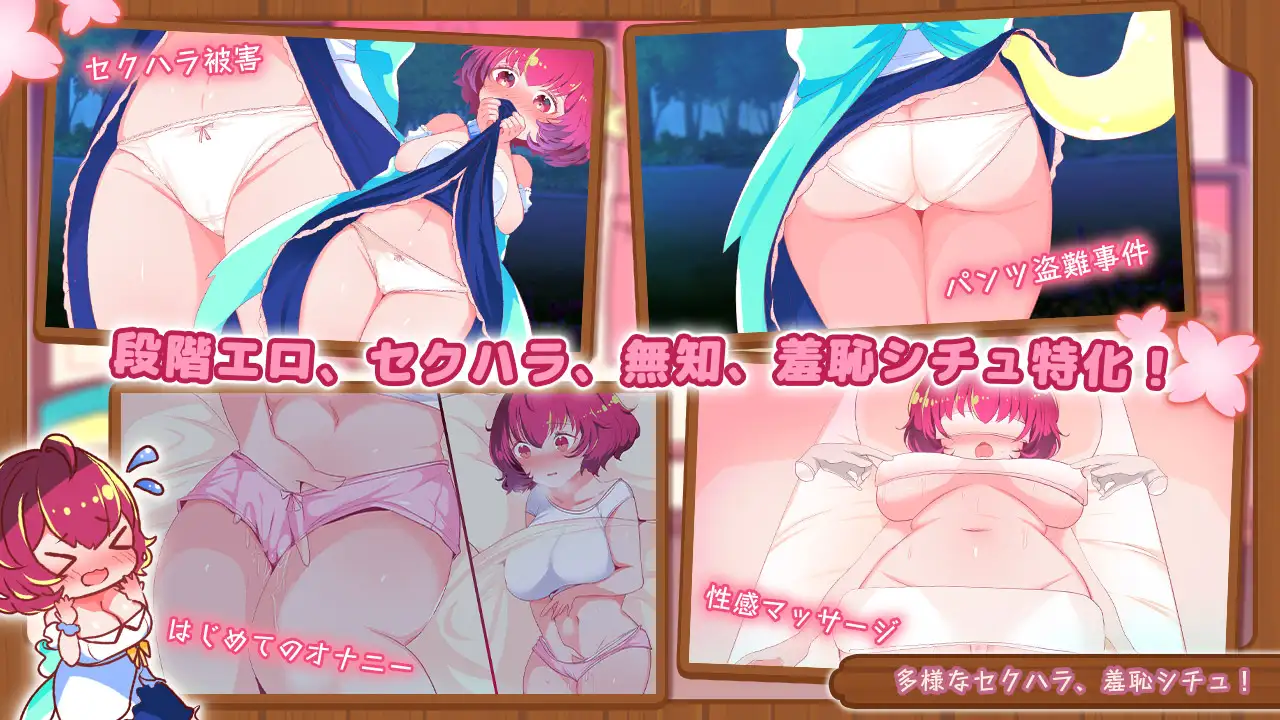 セクハラ被害
パンツ盗難事件
段階エロ、セクハラ、無知、羞恥シチュ特化！
はじめてのオナニー
性感マッサージ
多様なセクハラ、羞恥シチュ！